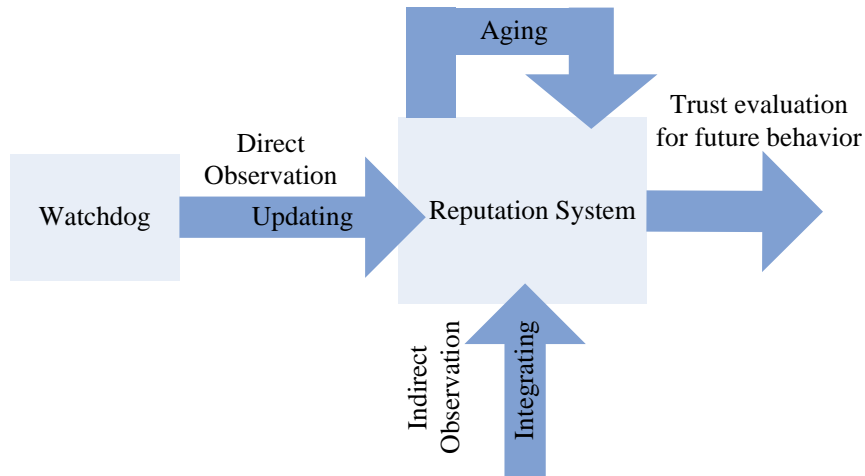 Aging
Trust evaluation
for future behavior
Direct
Observation
Watchdog
Updating
Reputation System
Indirect
Observation
Integrating